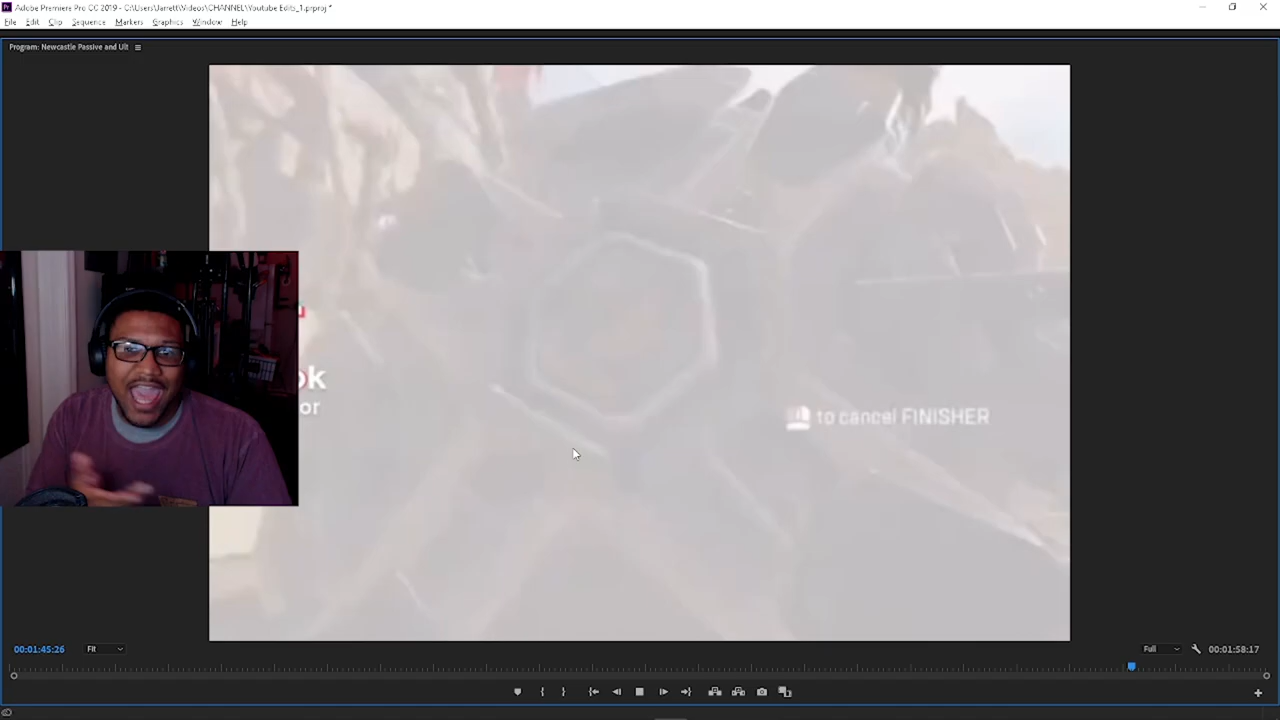 Adobe Premiere Pro CC 2019 - C:\Users\Jarrett\Videos\CHANNEL\Youtube Edits_1.prproj *
File Edit Clip Sequence Markers Graphics Window Help
Program: Newcastle Passive and Ult
ok
or
to cancel FINISHER
00:01:45:26 Fit Full 00:01:58:17